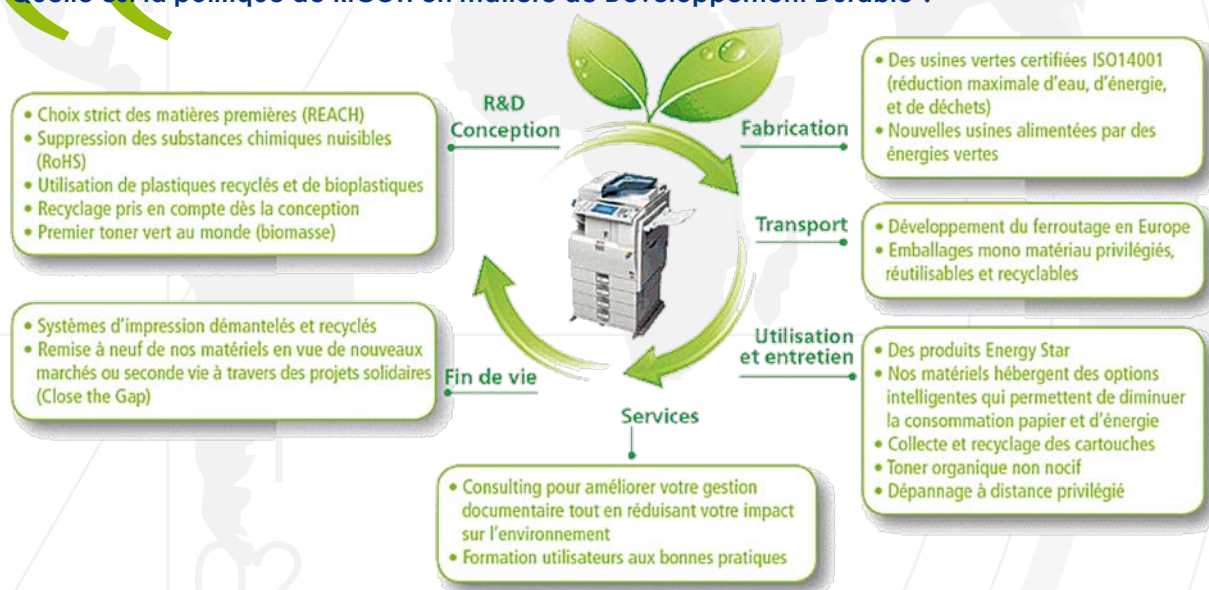 Quelle est la politique de RICOH en matière de Développement Durable ?
R&D
Conception
• Choix strict des matières premières (REACH)
• Suppression des substances chimiques nuisibles
(RoHS)
• Utilisation de plastiques recyclés et de bioplastiques
• Recyclage pris en compte dès la conception
• Premier toner vert au monde (biomasse)
Fabrication
• Des usines vertes certifiées ISO14001
(réduction maximale d'eau, d'énergie,
et de déchets)
• Nouvelles usines alimentées par des
énergies vertes
Transport
• Développement du ferroutage en Europe
• Emballages mono matériau privilégiés,
réutilisables et recyclables
Utilisation
et entretien
• Des produits Energy Star
• Nos matériels hébergent des options
intelligentes qui permettent de diminuer
la consommation papier et d'énergie
• Collecte et recyclage des cartouches
• Toner organique non nocif
• Dépannage à distance privilégié
Services
• Consulting pour améliorer votre gestion
documentaire tout en réduisant votre impact
sur l'environnement
• Formation utilisateurs aux bonnes pratiques
Fin de vie
• Systèmes d'impression démantelés et recyclés
• Remise à neuf de nos matériels en vue de nouveaux
marchés ou seconde vie à travers des projets solidaires
(Close the Gap)